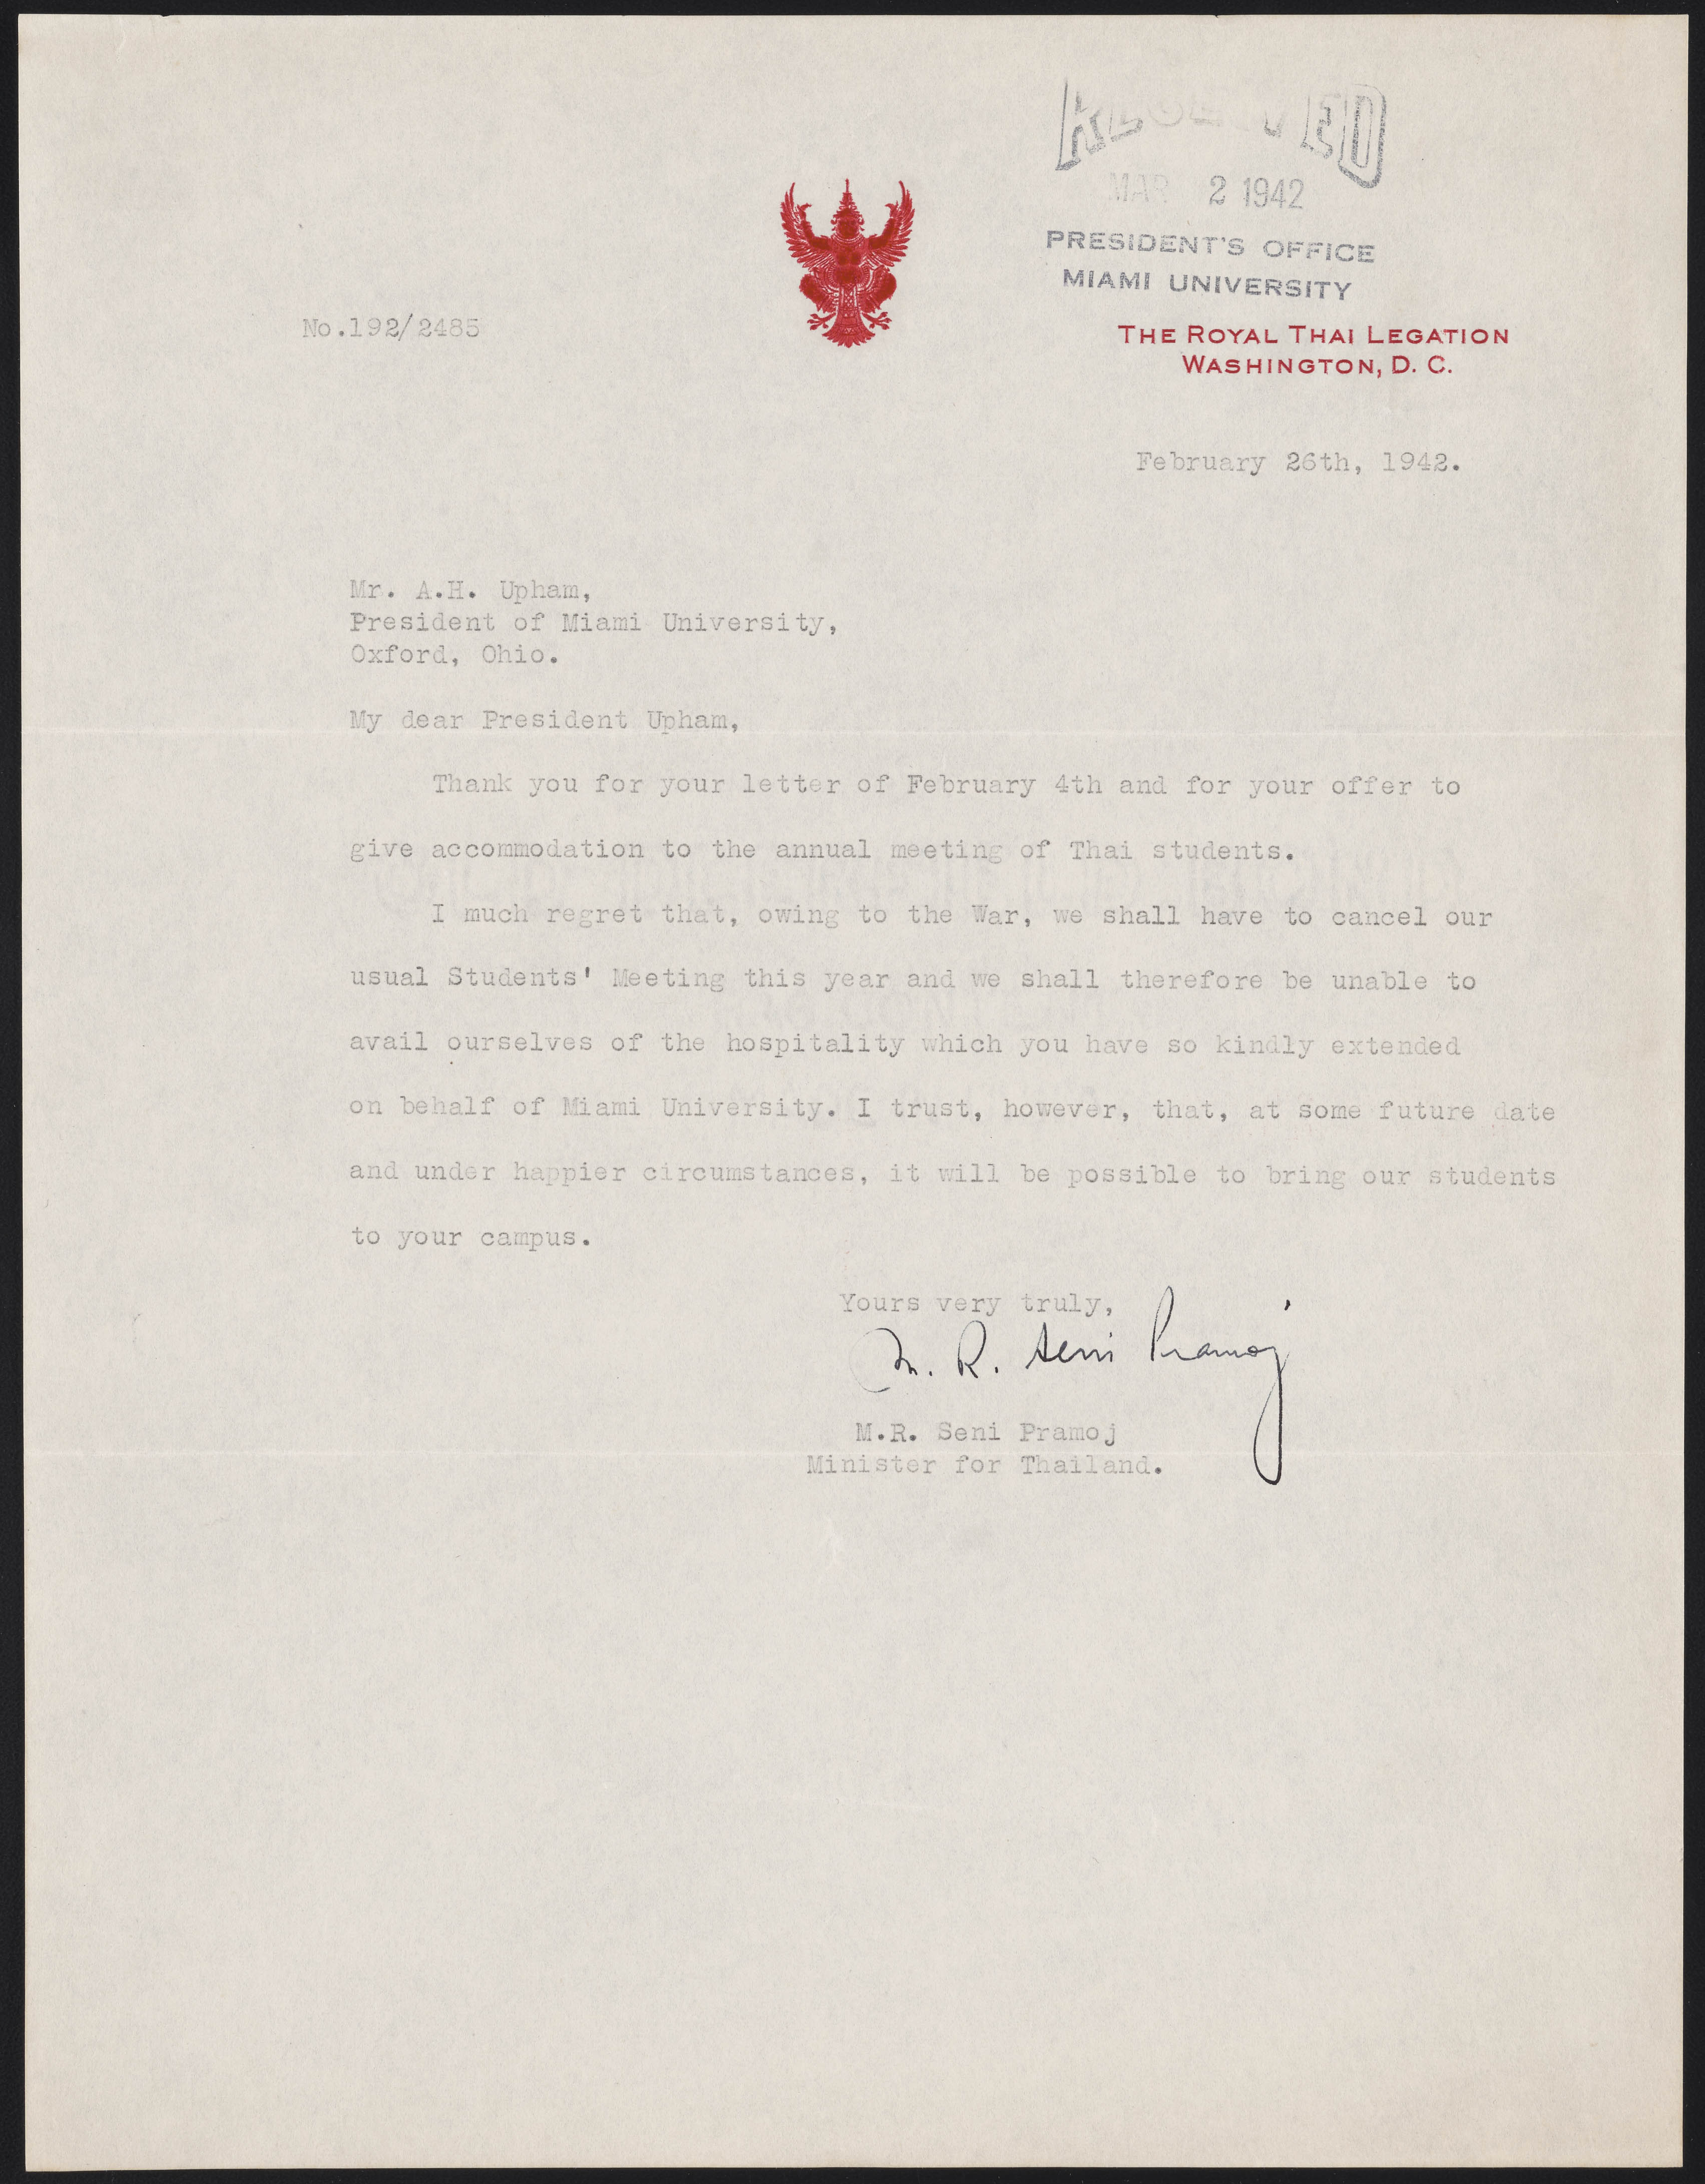 RECEIVED
MAR 2 1942
PRESIDENT'S OFFICE
MIAMI UNIVERSITY
No.192/2485
THE ROYAL THAI LEGATION
WASHINGTON, D. C.
February 26th, 1942.
Mr. A.H. Upham,
President of Miami University,
Oxford, Ohio.
My dear President Upham,
Thank you for your letter of February 4th and for your offer to
give accommodation to the annual meeting of Thai students.
I much regret that, owing to the War, we shall have to cancel our
usual Students' Meeting this year and we shall therefore be unable to
avail ourselves of the hospitality which you have so kindly extended
on behalf of Miami University. I trust, however, that, at some future date
and under happier circumstances, it will be possible to bring our students
to your campus.
Yours very truly,
M. R. Seni Pramoj
M.R. Seni Pramoj
Minister for Thailand.